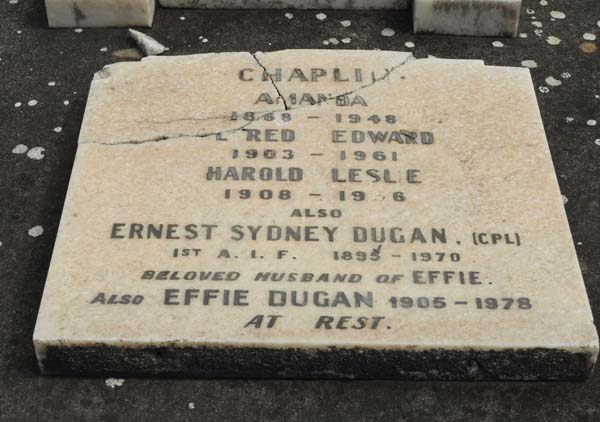 CHAPLIN
AMANDA
1868 - 1948
EDWARD
1903 - 1961
HAROLD LESLIE
1908 -
ALSO
ERNEST SYDNEY DUGAN, (CPL)
1ST A. I. F. 1895 - 1970
BELOVED HUSBAND OF EFFIE.
ALSO EFFIE DUGAN 1905 - 1978
AT REST.